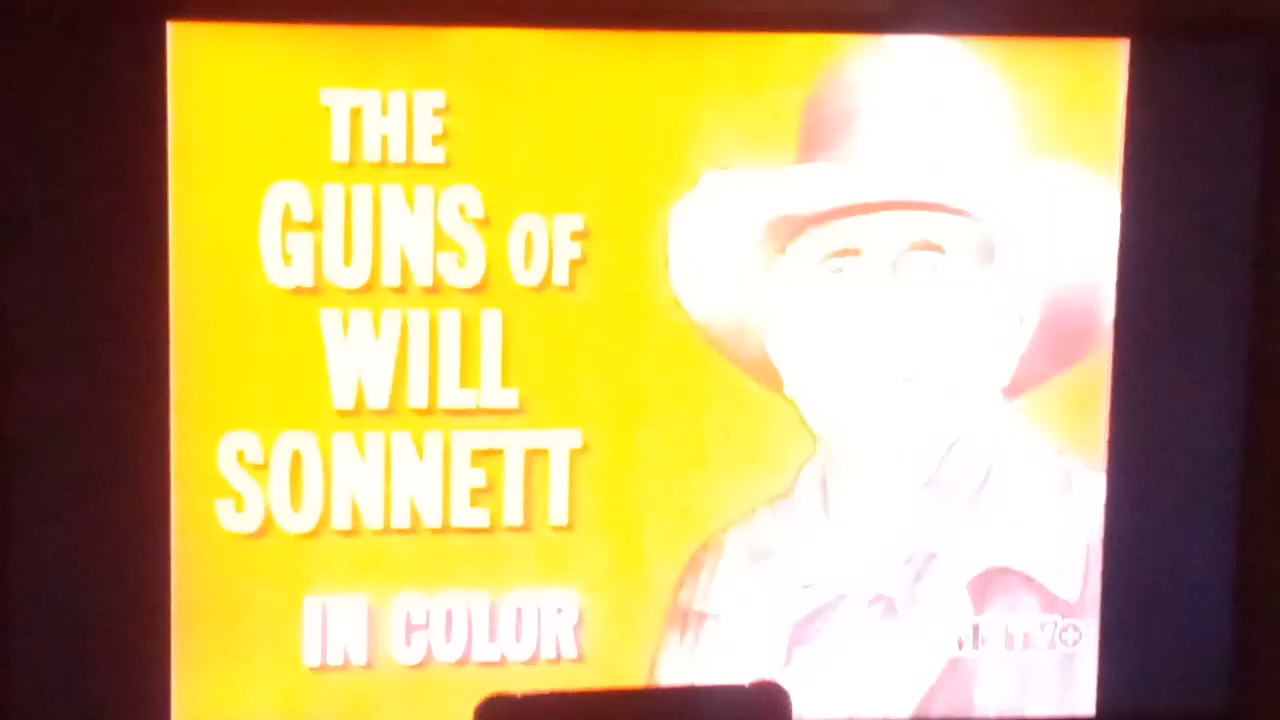 THE
GUNS OF
WILL
SONNETT
IN COLOR